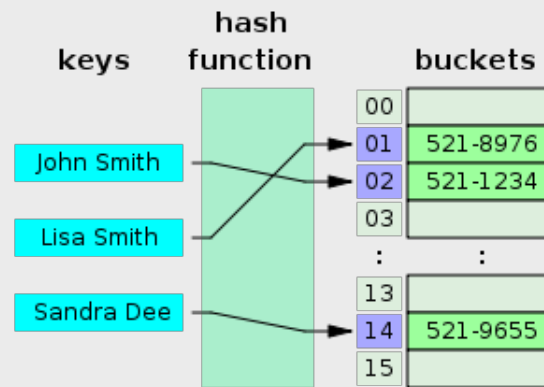 hash
keys function buckets
00
01 521-8976
John Smith 02 521-1234
03
Lisa Smith : :
13
Sandra Dee 14 521-9655
15